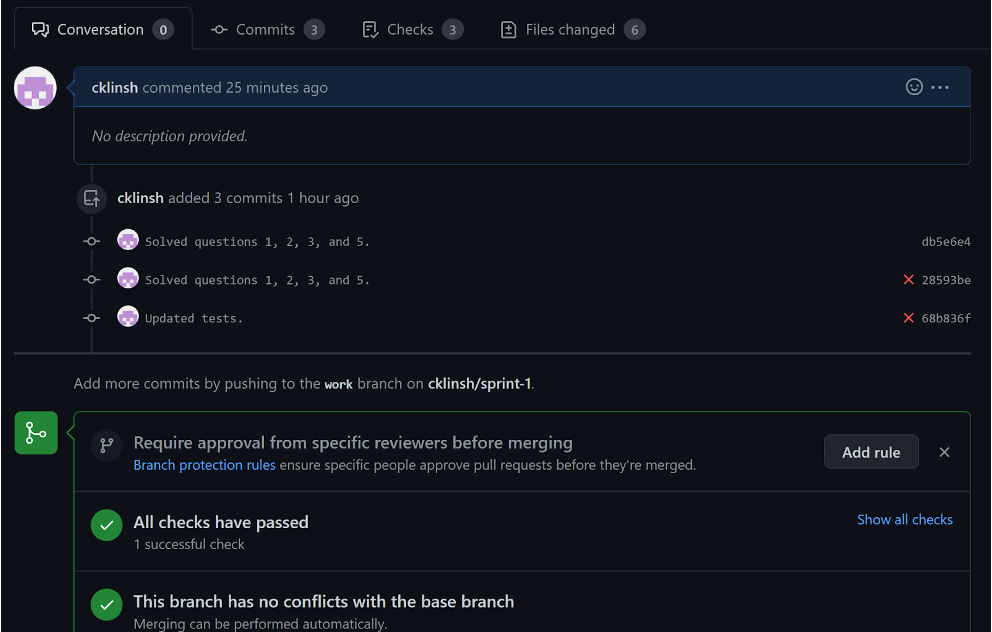 Conversation 0 Commits 3 Checks 3 Files changed 6
cklinsh commented 25 minutes ago
No description provided.
cklinsh added 3 commits 1 hour ago
Solved questions 1, 2, 3, and 5. db5e6e4
Solved questions 1, 2, 3, and 5. 28593be
Updated tests. 68b836f
Add more commits by pushing to the work branch on cklinsh/sprint-1.
Require approval from specific reviewers before merging
Branch protection rules ensure specific people approve pull requests before they're merged.
Add rule
All checks have passed
1 successful check
Show all checks
This branch has no conflicts with the base branch
Merging can be performed automatically.